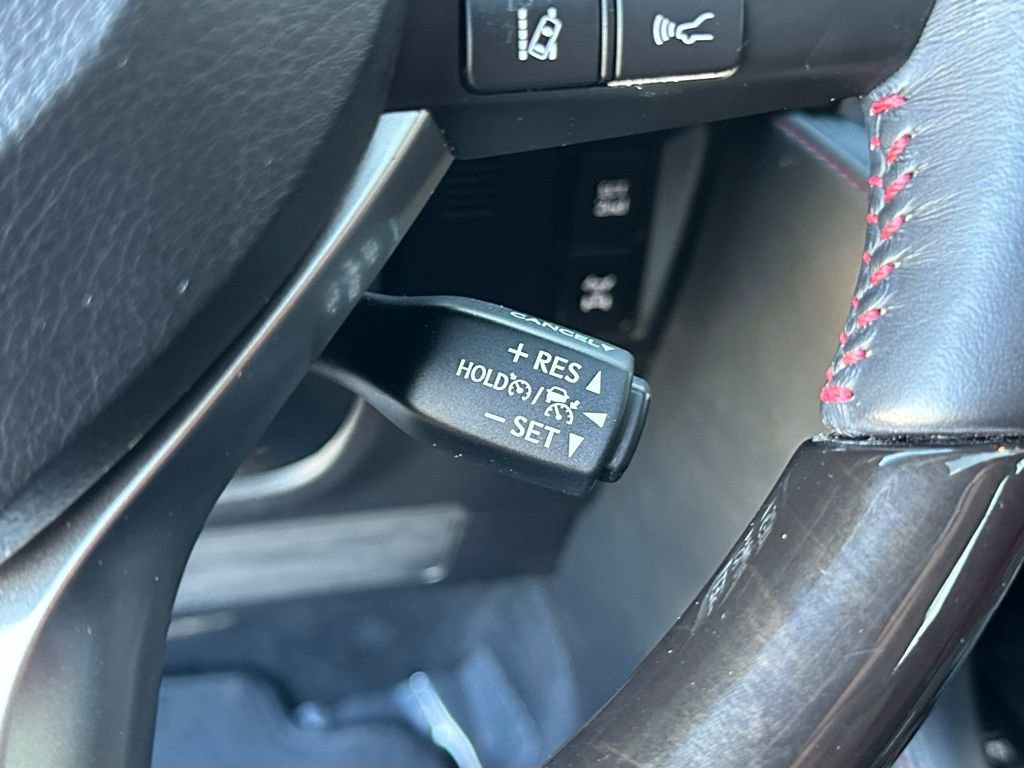 CANCEL
+ RES
HOLD /
− SET